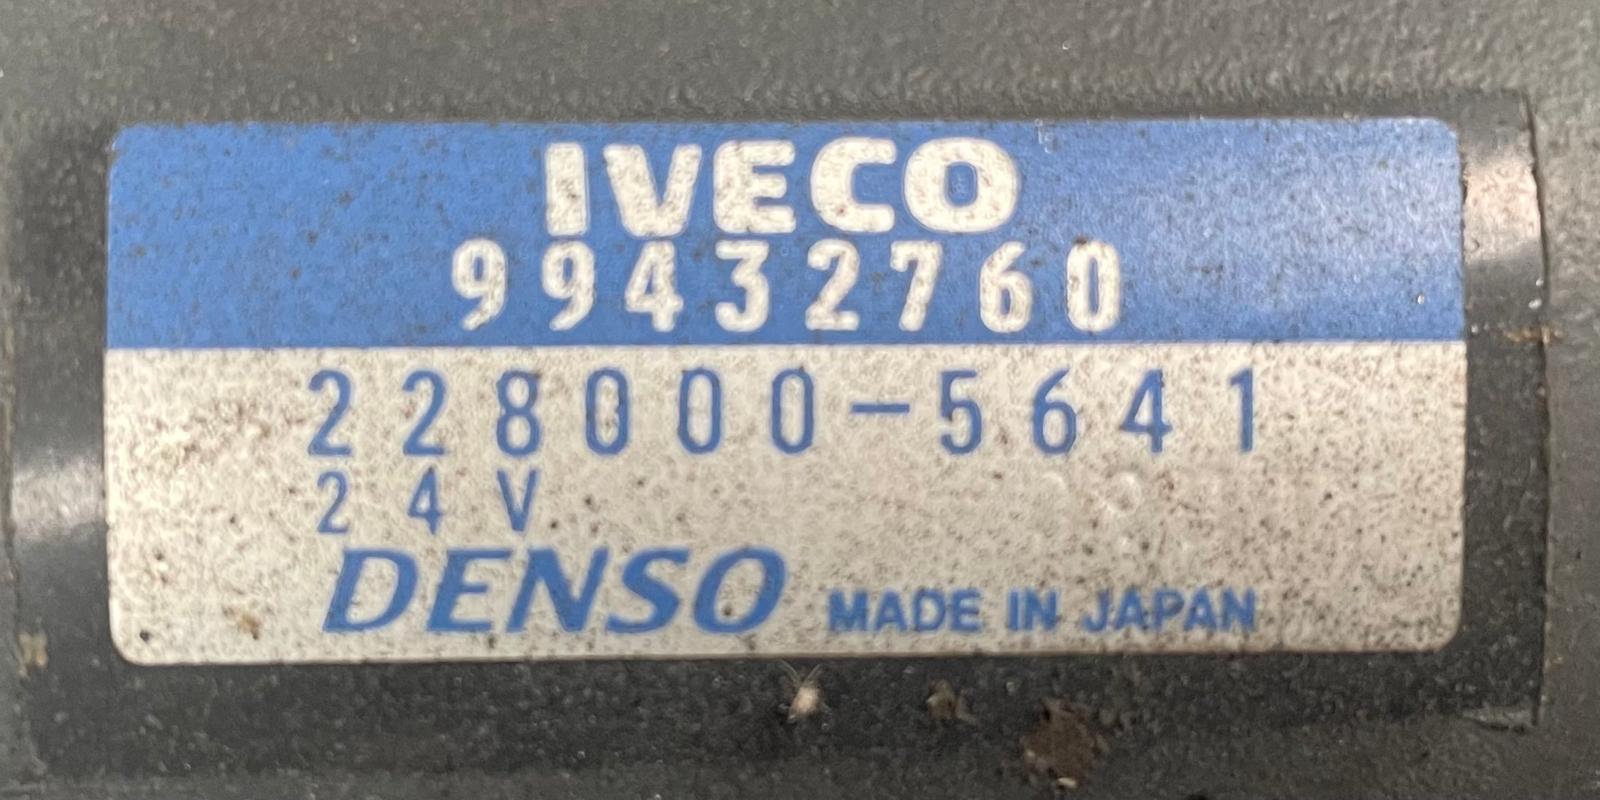 IVECO
99432760
228000-5641
24V
DENSO MADE IN JAPAN